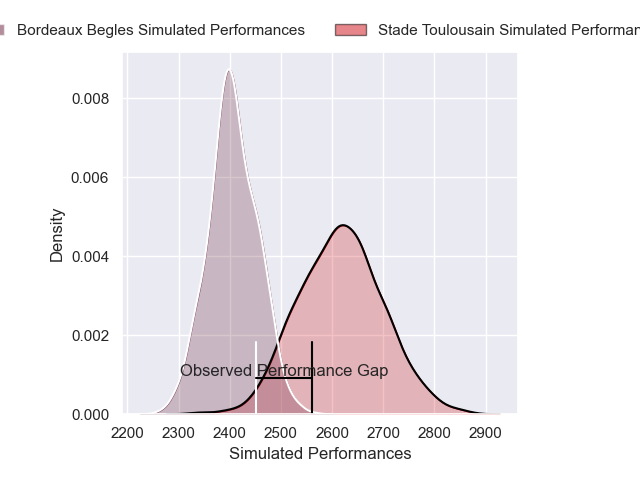 Bordeaux Begles Simulated Performances
Stade Toulousain Simulated
Density
0.008
0.006
0.004
0.002
0.000
Observed Performance Gap
2200 2300 2400 2500 2600 2700 2800 2900
Simulated Performances